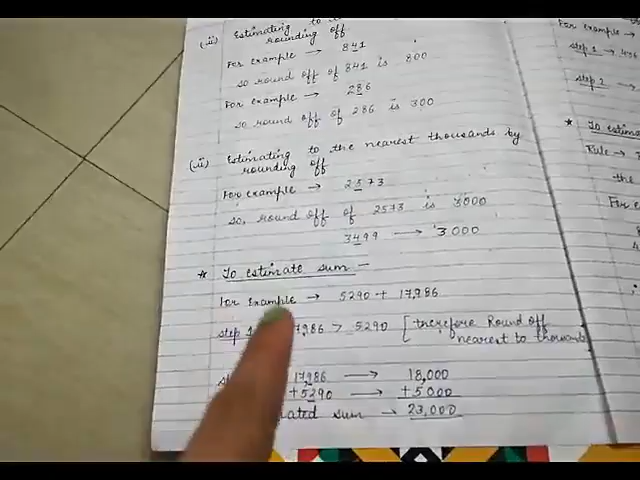 (ii) Estimating to
rounding off
For example → 841
so round off of 841 is 800
For example → 286
so round off of 286 is 300
(iii) Estimating to the nearest thousands by
rounding off
For example → 2573
so, round off of 2573 is 3000
3499 → 3000
* To estimate sum —
For Example → 5290 + 17,986
step 1 7,986 > 5290 [therefore Round off
nearest to thousands
17,986 → 18,000
+5290 → +5000
ated sum → 23,000
For example →
step 1 →
step 2 →
* To estim
Rule →
the
For e